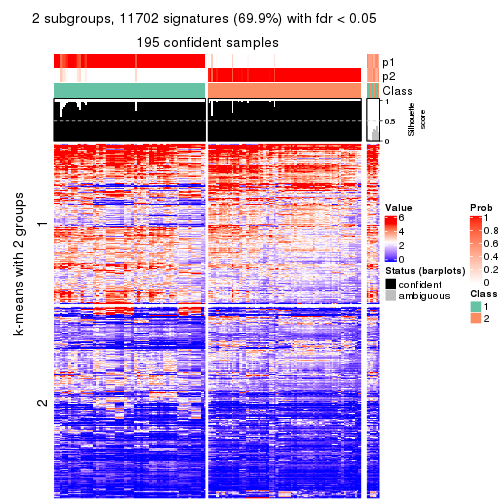 2 subgroups, 11702 signatures (69.9%) with fdr < 0.05
195 confident samples
p1
p2
Class
1
0.5
0
Silhouette
score
k-means with 2 groups
1
2
Value
6
4
2
0
Status (barplots)
confident
ambiguous
Prob
1
0.8
0.6
0.4
0.2
0
Class
1
2